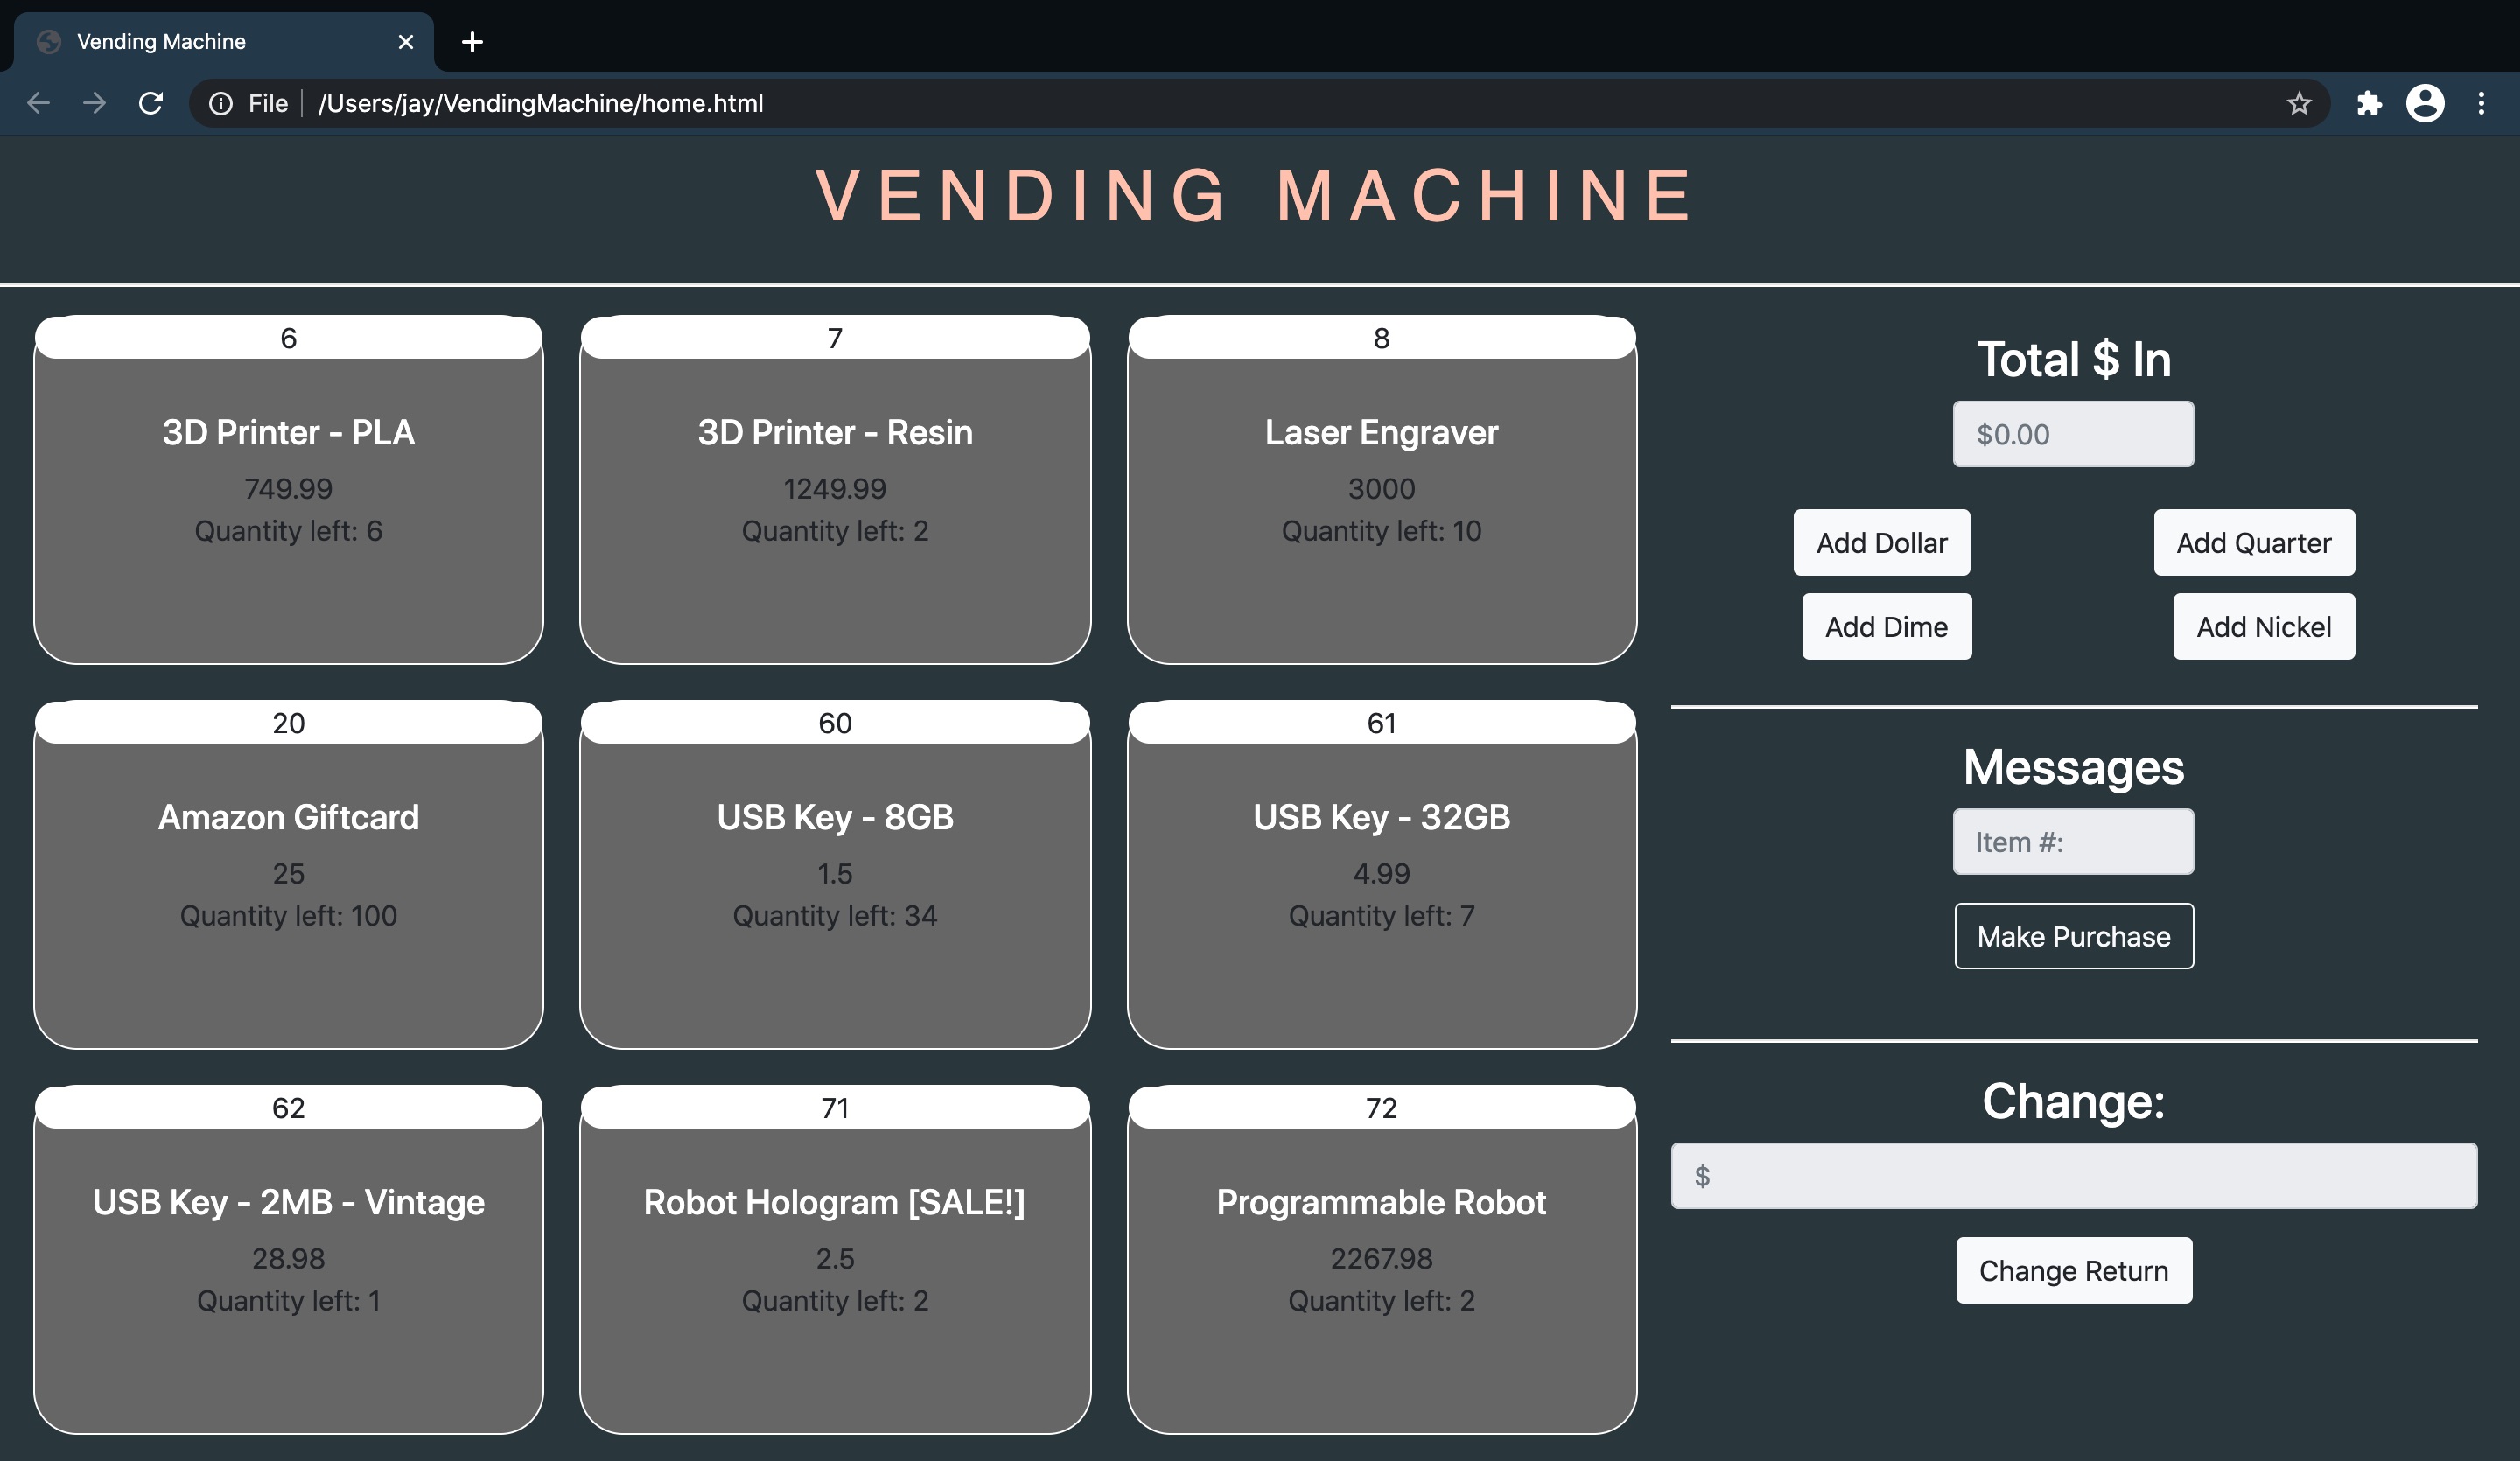 Vending Machine
File /Users/jay/VendingMachine/home.html
VENDING MACHINE
6
3D Printer - PLA
749.99
Quantity left: 6
7
3D Printer - Resin
1249.99
Quantity left: 2
8
Laser Engraver
3000
Quantity left: 10
20
Amazon Giftcard
25
Quantity left: 100
60
USB Key - 8GB
1.5
Quantity left: 34
61
USB Key - 32GB
4.99
Quantity left: 7
62
USB Key - 2MB - Vintage
28.98
Quantity left: 1
71
Robot Hologram [SALE!]
2.5
Quantity left: 2
72
Programmable Robot
2267.98
Quantity left: 2
Total $ In
$0.00
Add Dollar
Add Quarter
Add Dime
Add Nickel
Messages
Item #:
Make Purchase
Change:
$
Change Return